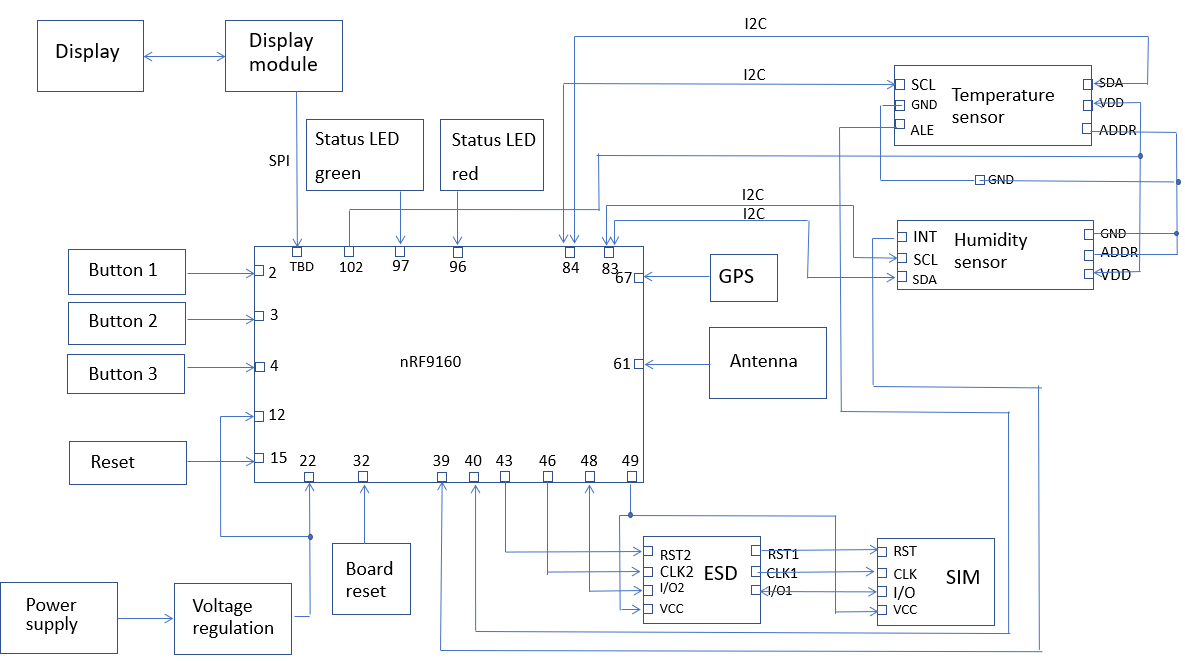 I2C
Display
Display
module
I2C
SCL
GND
ALE
Temperature
sensor
SDA
VDD
ADDR
SPI
Status LED
green
Status LED
red
GND
I2C
I2C
INT
SCL
SDA
Humidity
sensor
GND
ADDR
VDD
TBD
102
97
96
84
83
67
Button 1
2
GPS
Button 2
3
nRF9160
61
Antenna
Button 3
4
12
Reset
15
22
32
39
40
43
46
48
49
RST2
CLK2
I/O2
VCC
ESD
RST1
CLK1
I/O1
RST
CLK
I/O
VCC
SIM
Board
reset
Power
supply
Voltage
regulation